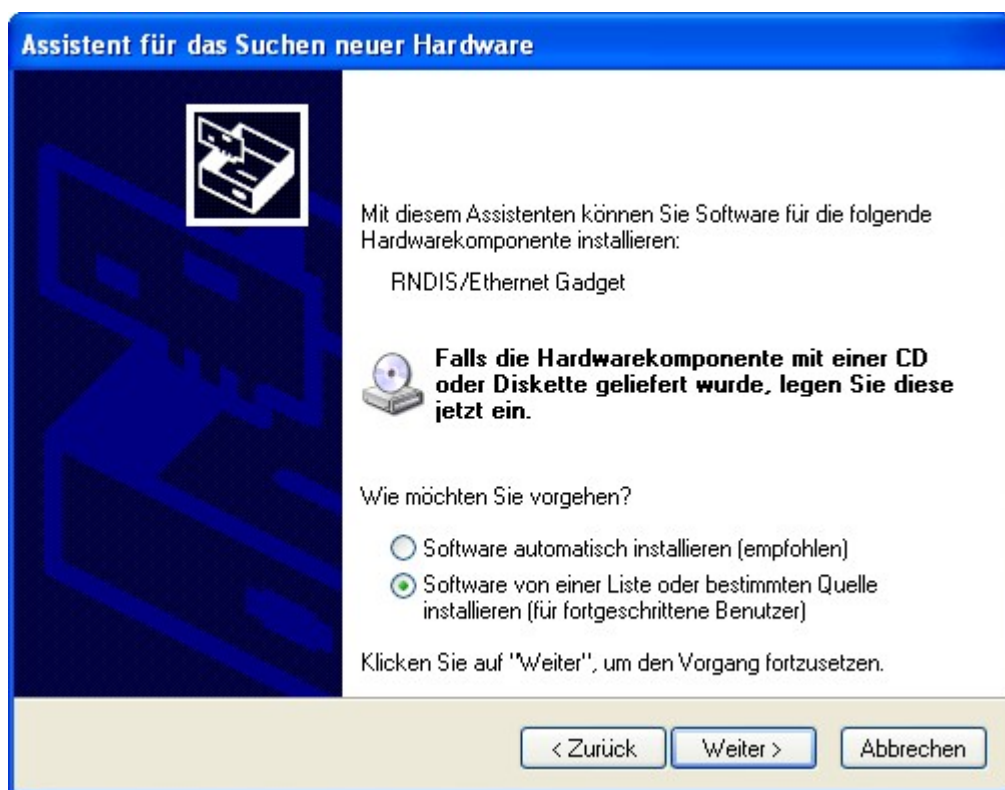 Assistent für das Suchen neuer Hardware
Mit diesem Assistenten können Sie Software für die folgende
Hardwarekomponente installieren:
RNDIS/Ethernet Gadget
Falls die Hardwarekomponente mit einer CD
oder Diskette geliefert wurde, legen Sie diese
jetzt ein.
Wie möchten Sie vorgehen?
Software automatisch installieren (empfohlen)
Software von einer Liste oder bestimmten Quelle
installieren (für fortgeschrittene Benutzer)
Klicken Sie auf "Weiter", um den Vorgang fortzusetzen.
< Zurück Weiter > Abbrechen